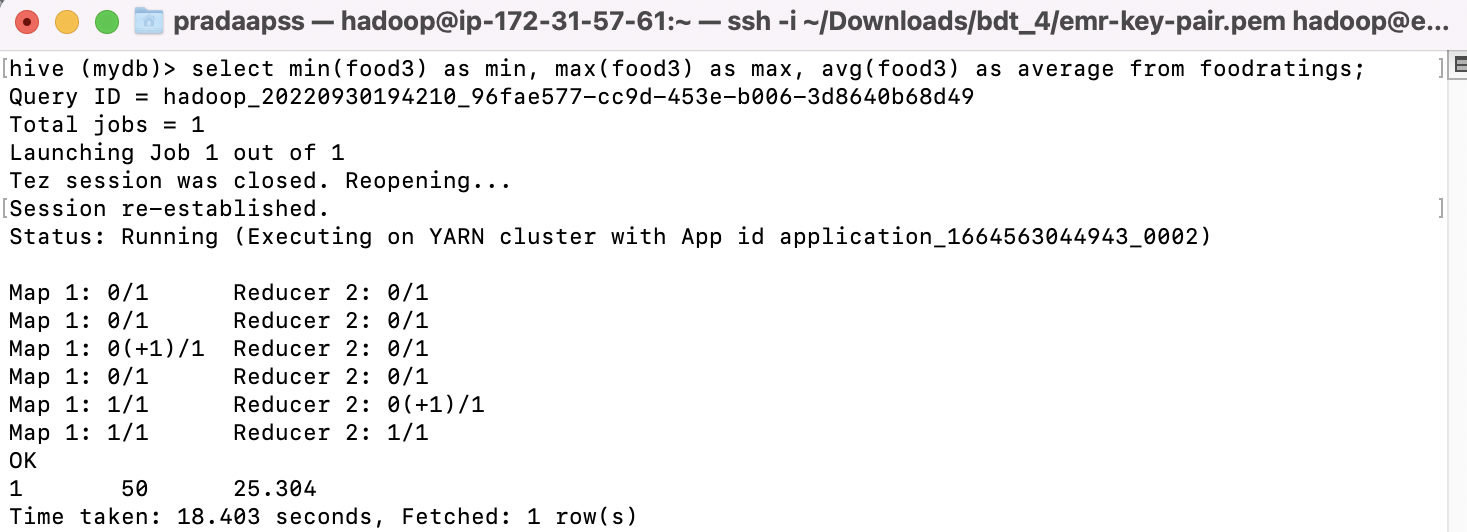 pradaapss — hadoop@ip-172-31-57-61:~ — ssh -i ~/Downloads/bdt_4/emr-key-pair.pem hadoop@e...
[hive (mydb)> select min(food3) as min, max(food3) as max, avg(food3) as average from foodratings; ]
Query ID = hadoop_20220930194210_96fae577-cc9d-453e-b006-3d8640b68d49
Total jobs = 1
Launching Job 1 out of 1
Tez session was closed. Reopening...
[Session re-established. ]
Status: Running (Executing on YARN cluster with App id application_1664563044943_0002)
Map 1: 0/1      Reducer 2: 0/1
Map 1: 0/1      Reducer 2: 0/1
Map 1: 0(+1)/1  Reducer 2: 0/1
Map 1: 0/1      Reducer 2: 0/1
Map 1: 1/1      Reducer 2: 0(+1)/1
Map 1: 1/1      Reducer 2: 1/1
OK
1       50      25.304
Time taken: 18.403 seconds, Fetched: 1 row(s)